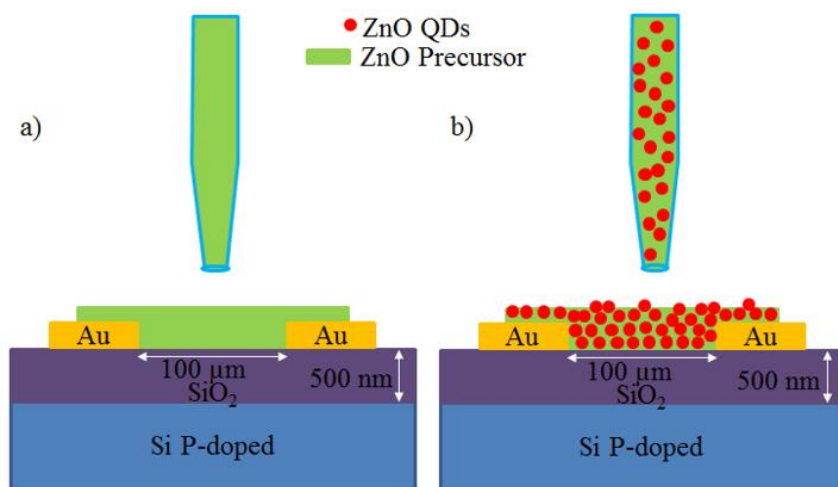 ZnO QDs
ZnO Precursor
a)
b)
Au
Au
100 µm
500 nm
SiO₂
Si P-doped
Au
Au
100 µm
500 nm
SiO₂
Si P-doped